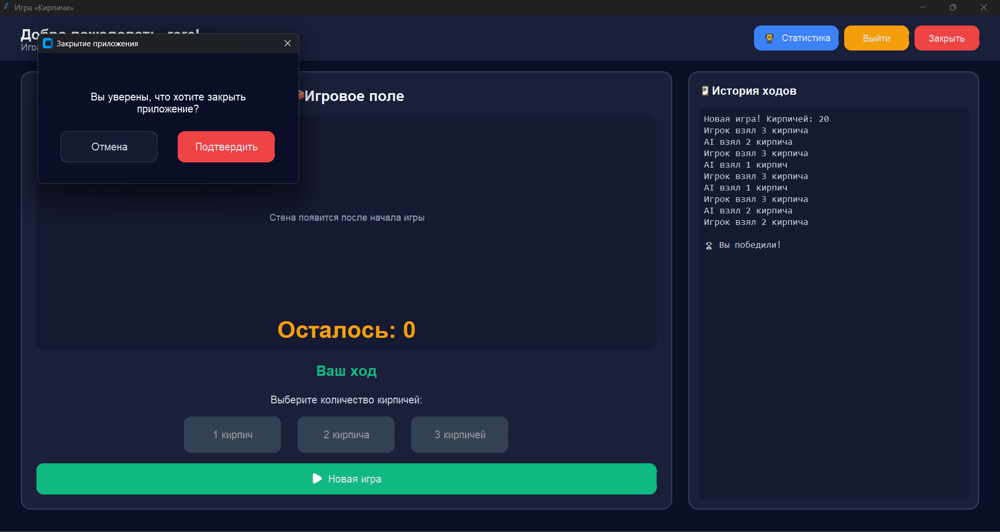 Игра «Кирпичи»
Статистика
Выйти
Закрыть
Закрытие приложения
Вы уверены, что хотите закрыть
приложение?
Отмена
Подтвердить
Игровое поле
Стена появится после начала игры
Осталось: 0
Ваш ход
Выберите количество кирпичей:
1 кирпич
2 кирпича
3 кирпичей
Новая игра
История ходов
Новая игра! Кирпичей: 20
Игрок взял 3 кирпича
AI взял 2 кирпича
Игрок взял 3 кирпича
AI взял 1 кирпич
Игрок взял 3 кирпича
AI взял 1 кирпич
Игрок взял 3 кирпича
AI взял 2 кирпича
Игрок взял 2 кирпича
Вы победили!